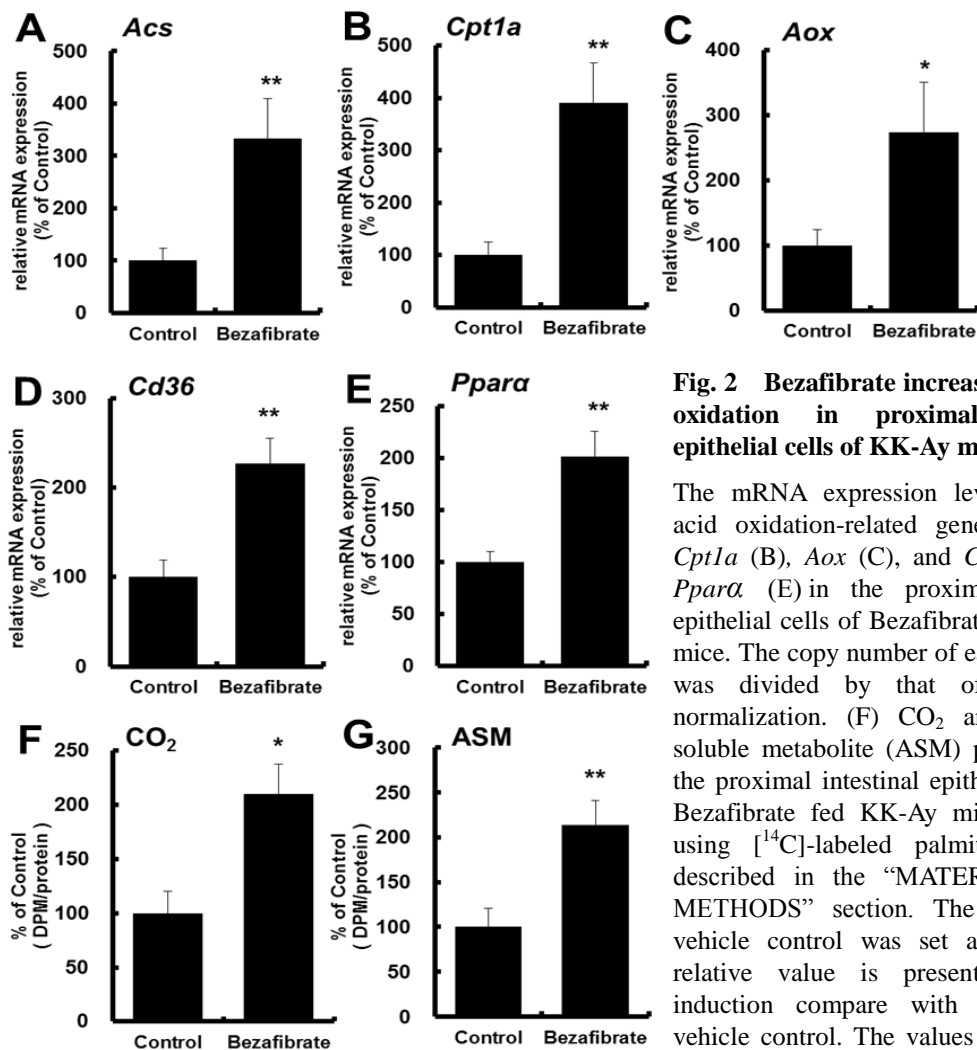 A Acs
relative mRNA expression
(% of Control)
500
400
300
200
100
0
**
Control Bezafibrate
B Cpt1a
relative mRNA expression
(% of Control)
500
400
300
200
100
0
**
Control Bezafibrate
C Aox
relative mRNA expression
(% of Control)
400
300
200
100
0
*
Control Bezafibrate
D Cd36
relative mRNA expression
(% of Control)
300
200
100
0
**
Control Bezafibrate
E Pparα
relative mRNA expression
(% of Control)
250
200
150
100
50
0
**
Control Bezafibrate
F CO₂
% of Control
( DPM/protein )
250
200
150
100
50
0
*
Control Bezafibrate
G ASM
% of Control
( DPM/protein )
300
250
200
150
100
50
0
**
Control Bezafibrate
Fig. 2 Bezafibrate increas
oxidation in proximal
epithelial cells of KK-Ay m
The mRNA expression lev
acid oxidation-related gene
Cpt1a (B), Aox (C), and C
Pparα (E) in the proxim
epithelial cells of Bezafibrat
mice. The copy number of e
was divided by that of
normalization. (F) CO₂ an
soluble metabolite (ASM) p
the proximal intestinal epith
Bezafibrate fed KK-Ay mi
using [¹⁴C]-labeled palmit
described in the “MATER
METHODS” section. The
vehicle control was set a
relative value is present
induction compare with
vehicle control. The values